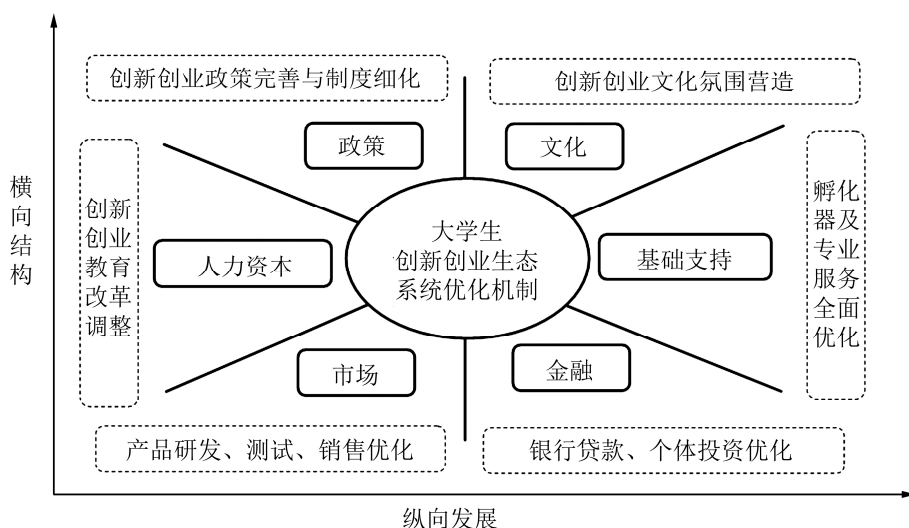 创新创业政策完善与制度细化
创新创业文化氛围营造
政策
文化
横
向
结
构
创新
创业
教育
改革
调整
人力资本
大学生
创新创业生态
系统优化机制
基础支持
孵化
器及
专业
服务
全面
优化
市场
金融
产品研发、测试、销售优化
银行贷款、个体投资优化
纵向发展